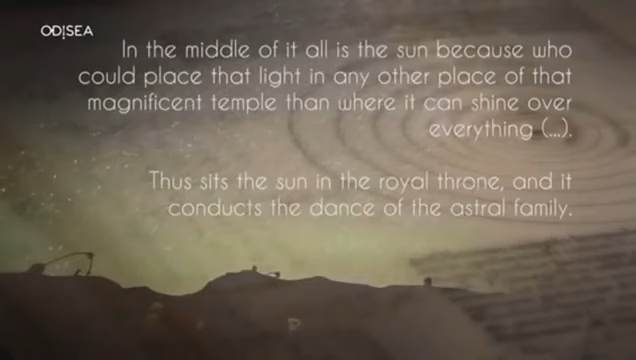 OD!SEA
In the middle of it all is the sun because who
could place that light in any other place of that
magnificent temple than where it can shine over
everything (...).
Thus sits the sun in the royal throne, and it
conducts the dance of the astral family.